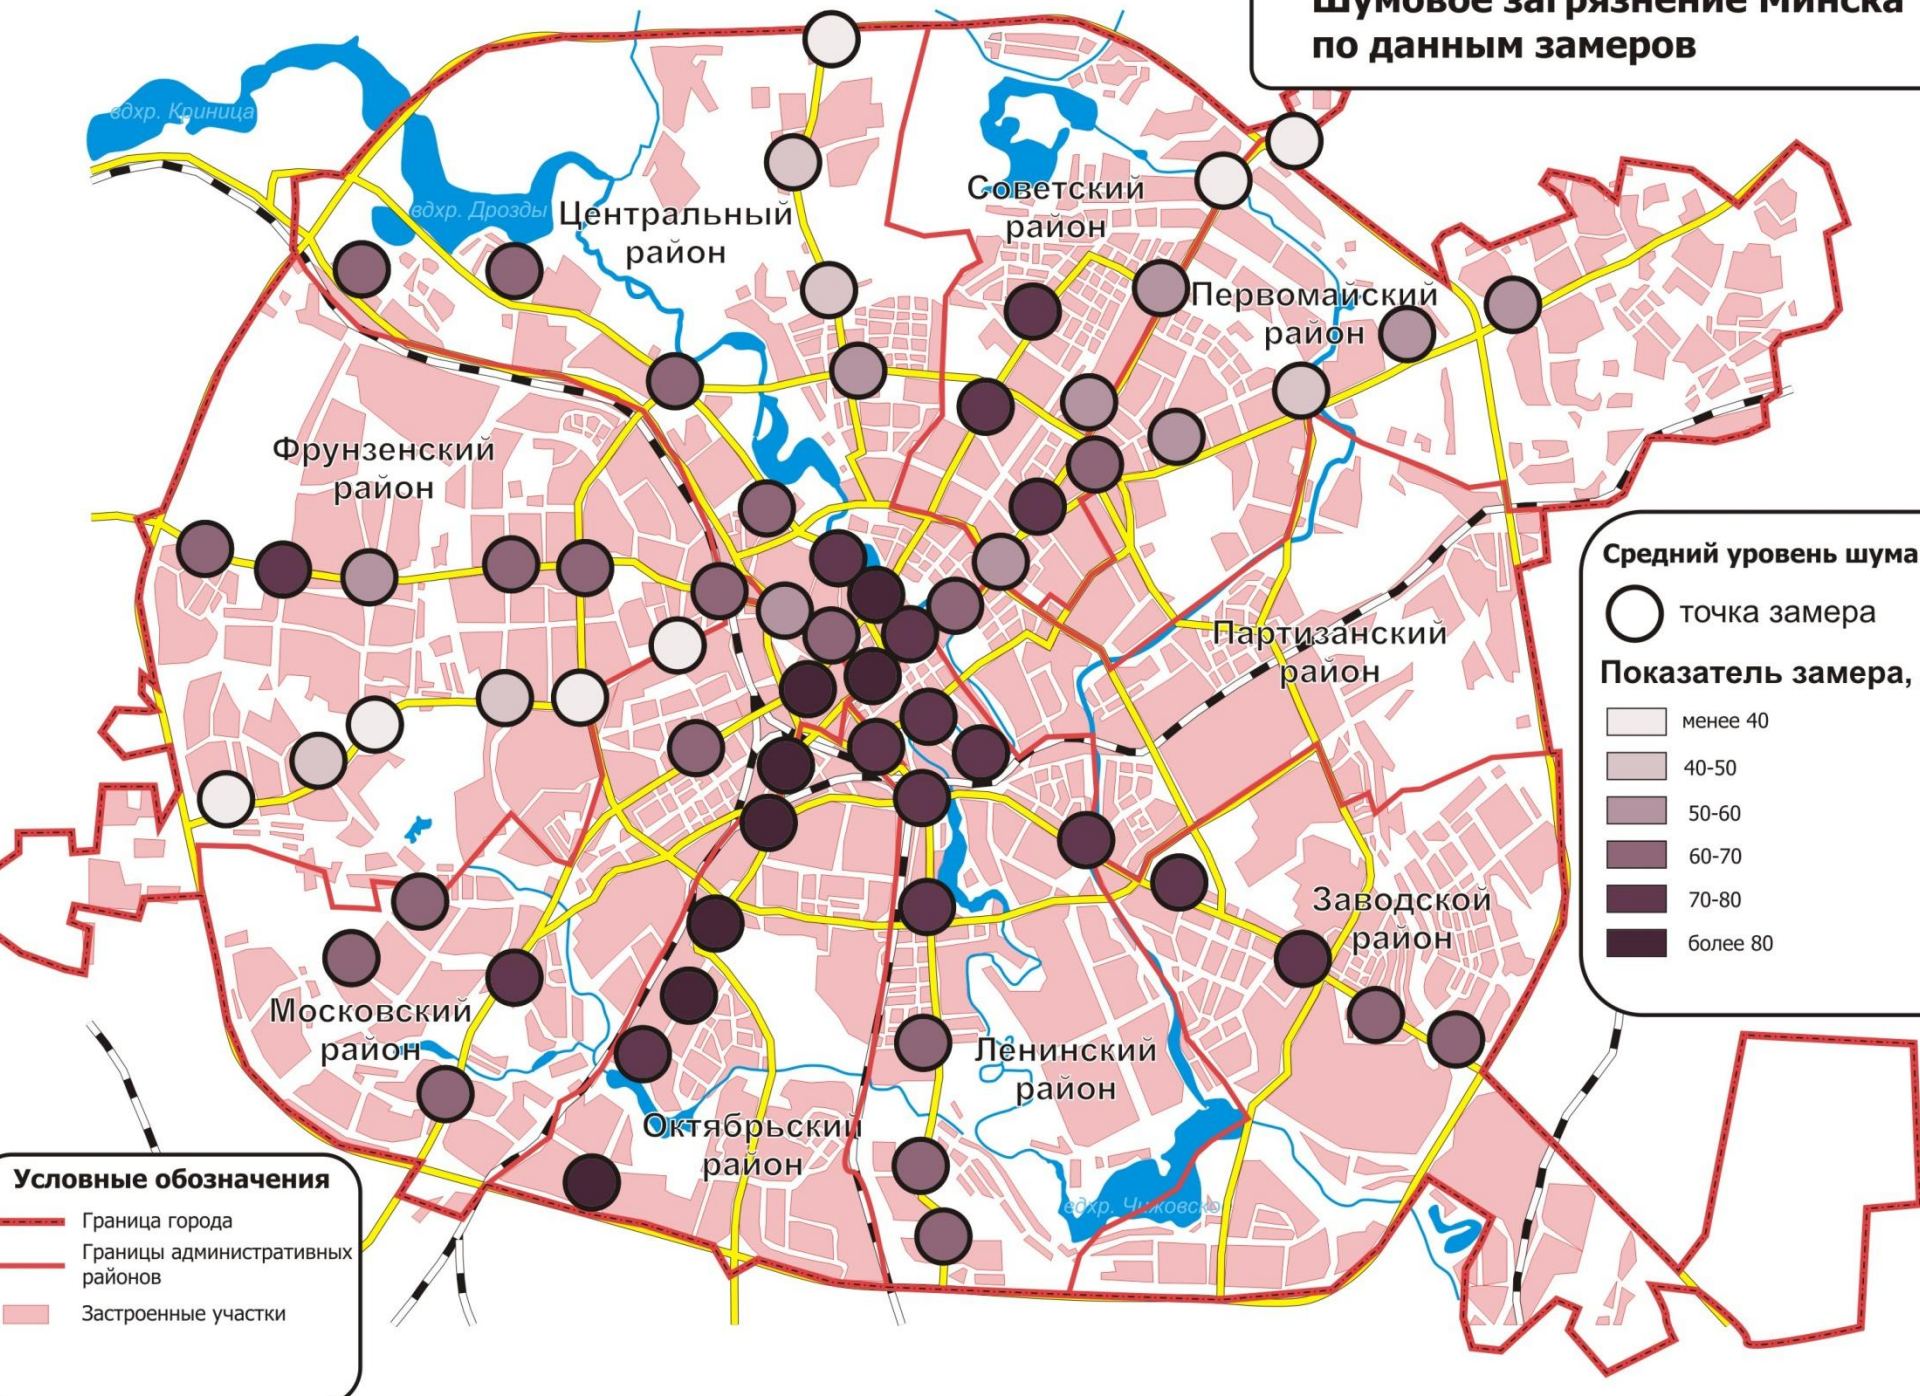 Шумовое загрязнение Минска
по данным замеров
вдхр. Криница
вдхр. Дрозды
Центральный
район
Советский
район
Первомайский
район
Фрунзенский
район
Партизанский
район
Заводской
район
Московский
район
Ленинский
район
Октябрьский
район
вдхр. Чижовско
Средний уровень шума
точка замера
Показатель замера,
менее 40
40-50
50-60
60-70
70-80
более 80
Условные обозначения
Граница города
Границы административных
районов
Застроенные участки